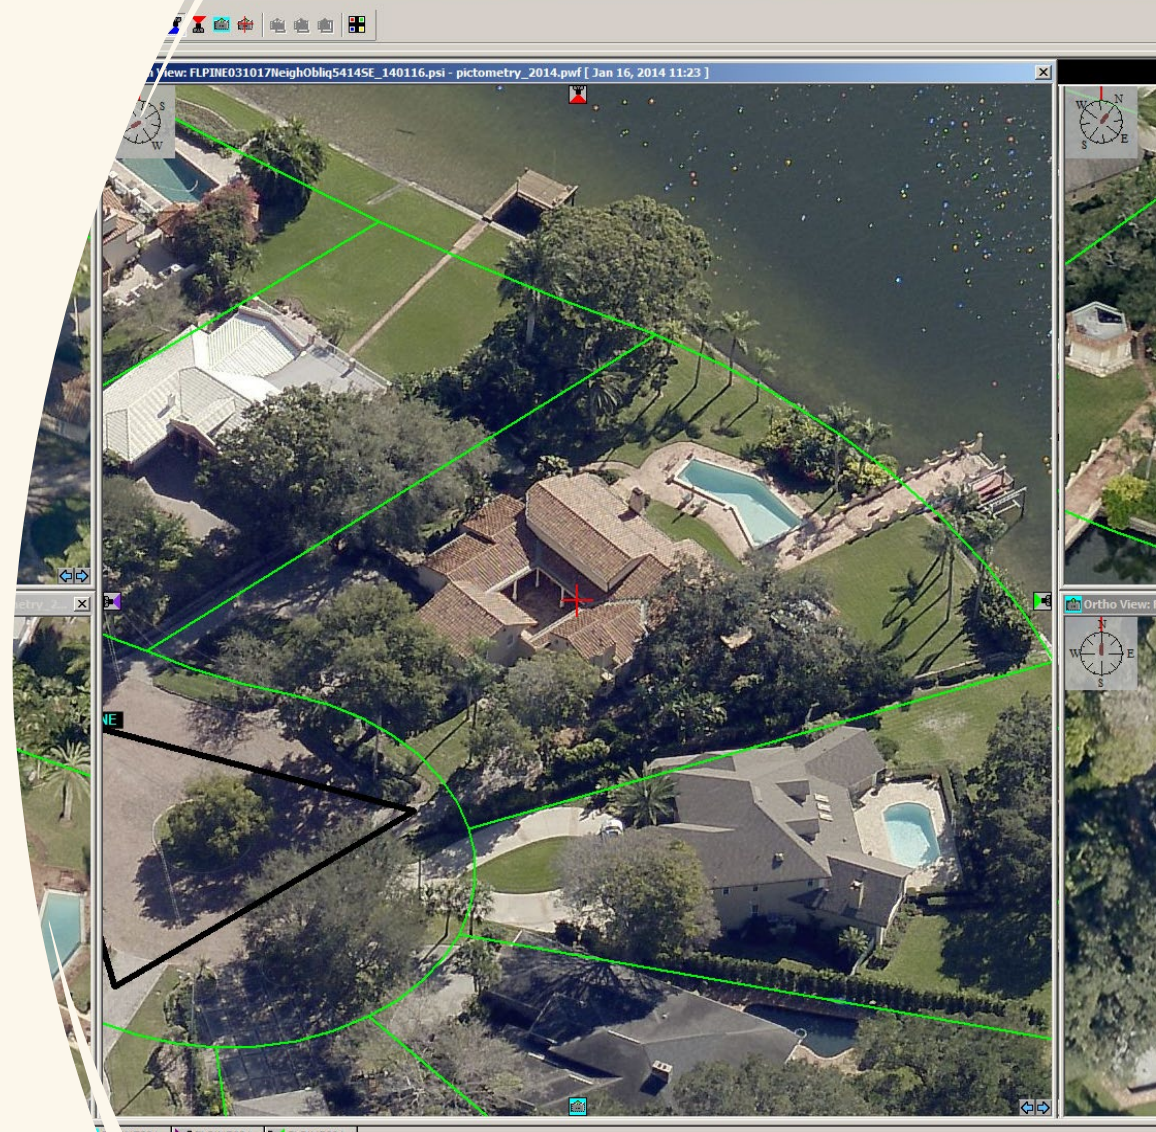 View: FLPINE031017NeighObliq5414SE_140116.psi - pictometry_2014.pwf [ Jan 16, 2014 11:23 ]
S
W
W N
S E
NE
Ortho View:
N
W E
S